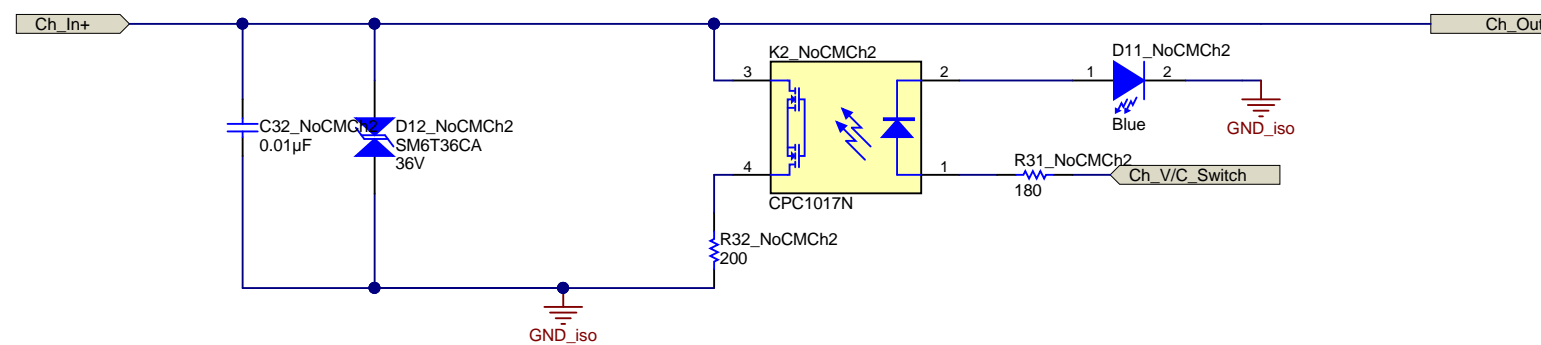 Ch_In+
Ch_Out
K2_NoCMCh2
D11_NoCMCh2
3
2
1
2
Blue
GND_iso
C32_NoCMCh2
0.01µF
D12_NoCMCh2
SM6T36CA
36V
4
1
R31_NoCMCh2
180
Ch_V/C_Switch
CPC1017N
R32_NoCMCh2
200
GND_iso